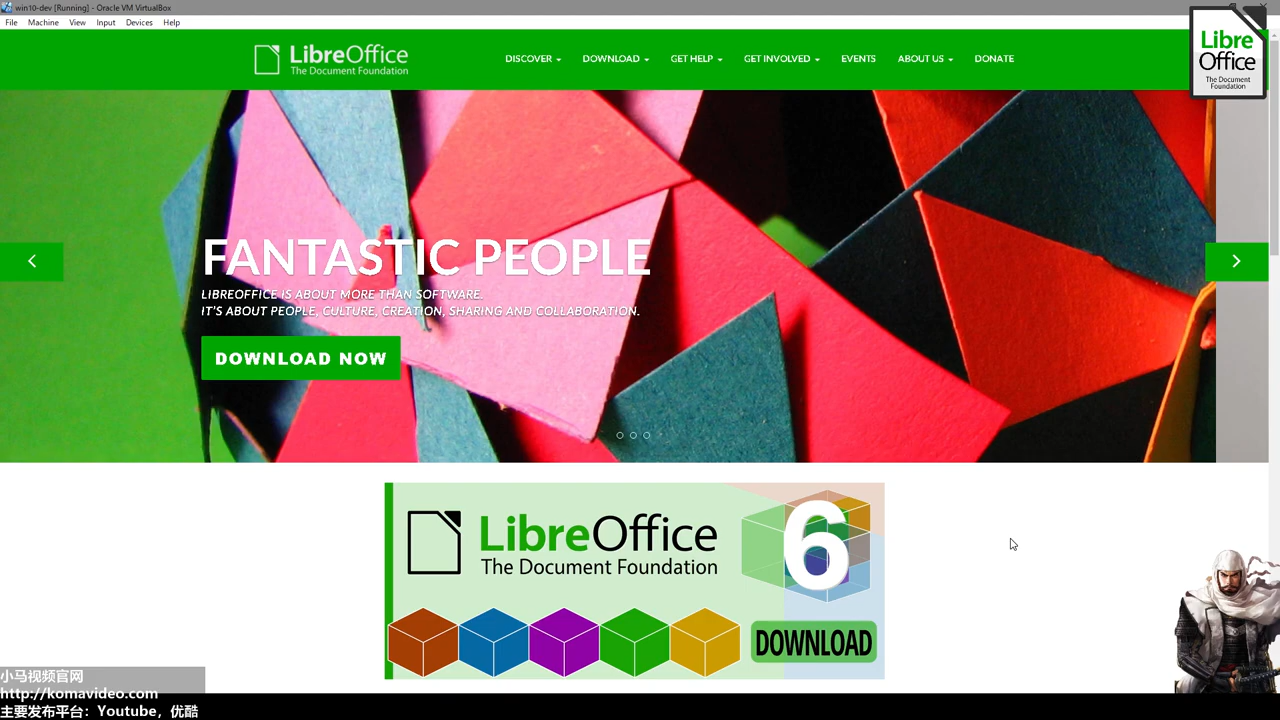 win10-dev [Running] - Oracle VM VirtualBox
File Machine View Input Devices Help
LibreOffice
The Document Foundation
DISCOVER DOWNLOAD GET HELP GET INVOLVED EVENTS ABOUT US DONATE
Libre
Office
The Document
Foundation
FANTASTIC PEOPLE
LIBREOFFICE IS ABOUT MORE THAN SOFTWARE.
IT'S ABOUT PEOPLE, CULTURE, CREATION, SHARING AND COLLABORATION.
DOWNLOAD NOW
LibreOffice
The Document Foundation
6
DOWNLOAD
小马视频官网
http://komavideo.com
主要发布平台：Youtube，优酷